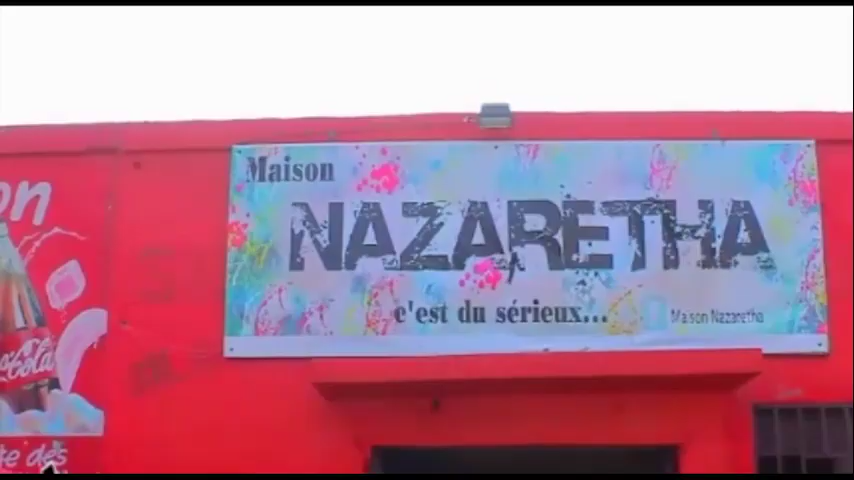 Maison
NAZARETHA
c'est du sérieux...
Maison Nazaretha
on
Coca-Cola
te des